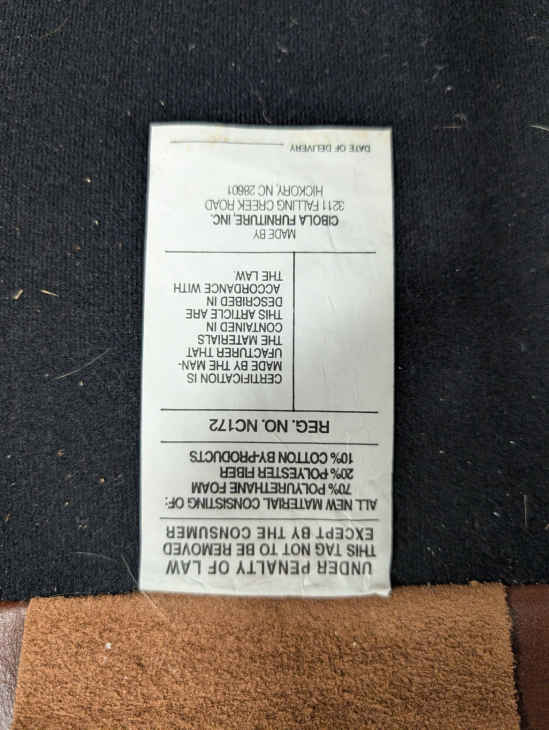 UNDER PENALTY OF LAW
THIS TAG NOT TO BE REMOVED
EXCEPT BY THE CONSUMER
ALL NEW MATERIAL CONSISTING OF:
70% POLYURETHANE FOAM
20% POLYESTER FIBER
10% COTTON BY-PRODUCTS
REG. NO. NC172
CERTIFICATION IS
MADE BY THE MAN-
UFACTURER THAT
THE MATERIALS
CONTAINED IN
THIS ARTICLE ARE
DESCRIBED IN
ACCORDANCE WITH
THE LAW.
MADE BY
CIBOLA FURNITURE, INC.
3211 FALLING CREEK ROAD
HICKORY, NC 28601
DATE OF DELIVERY